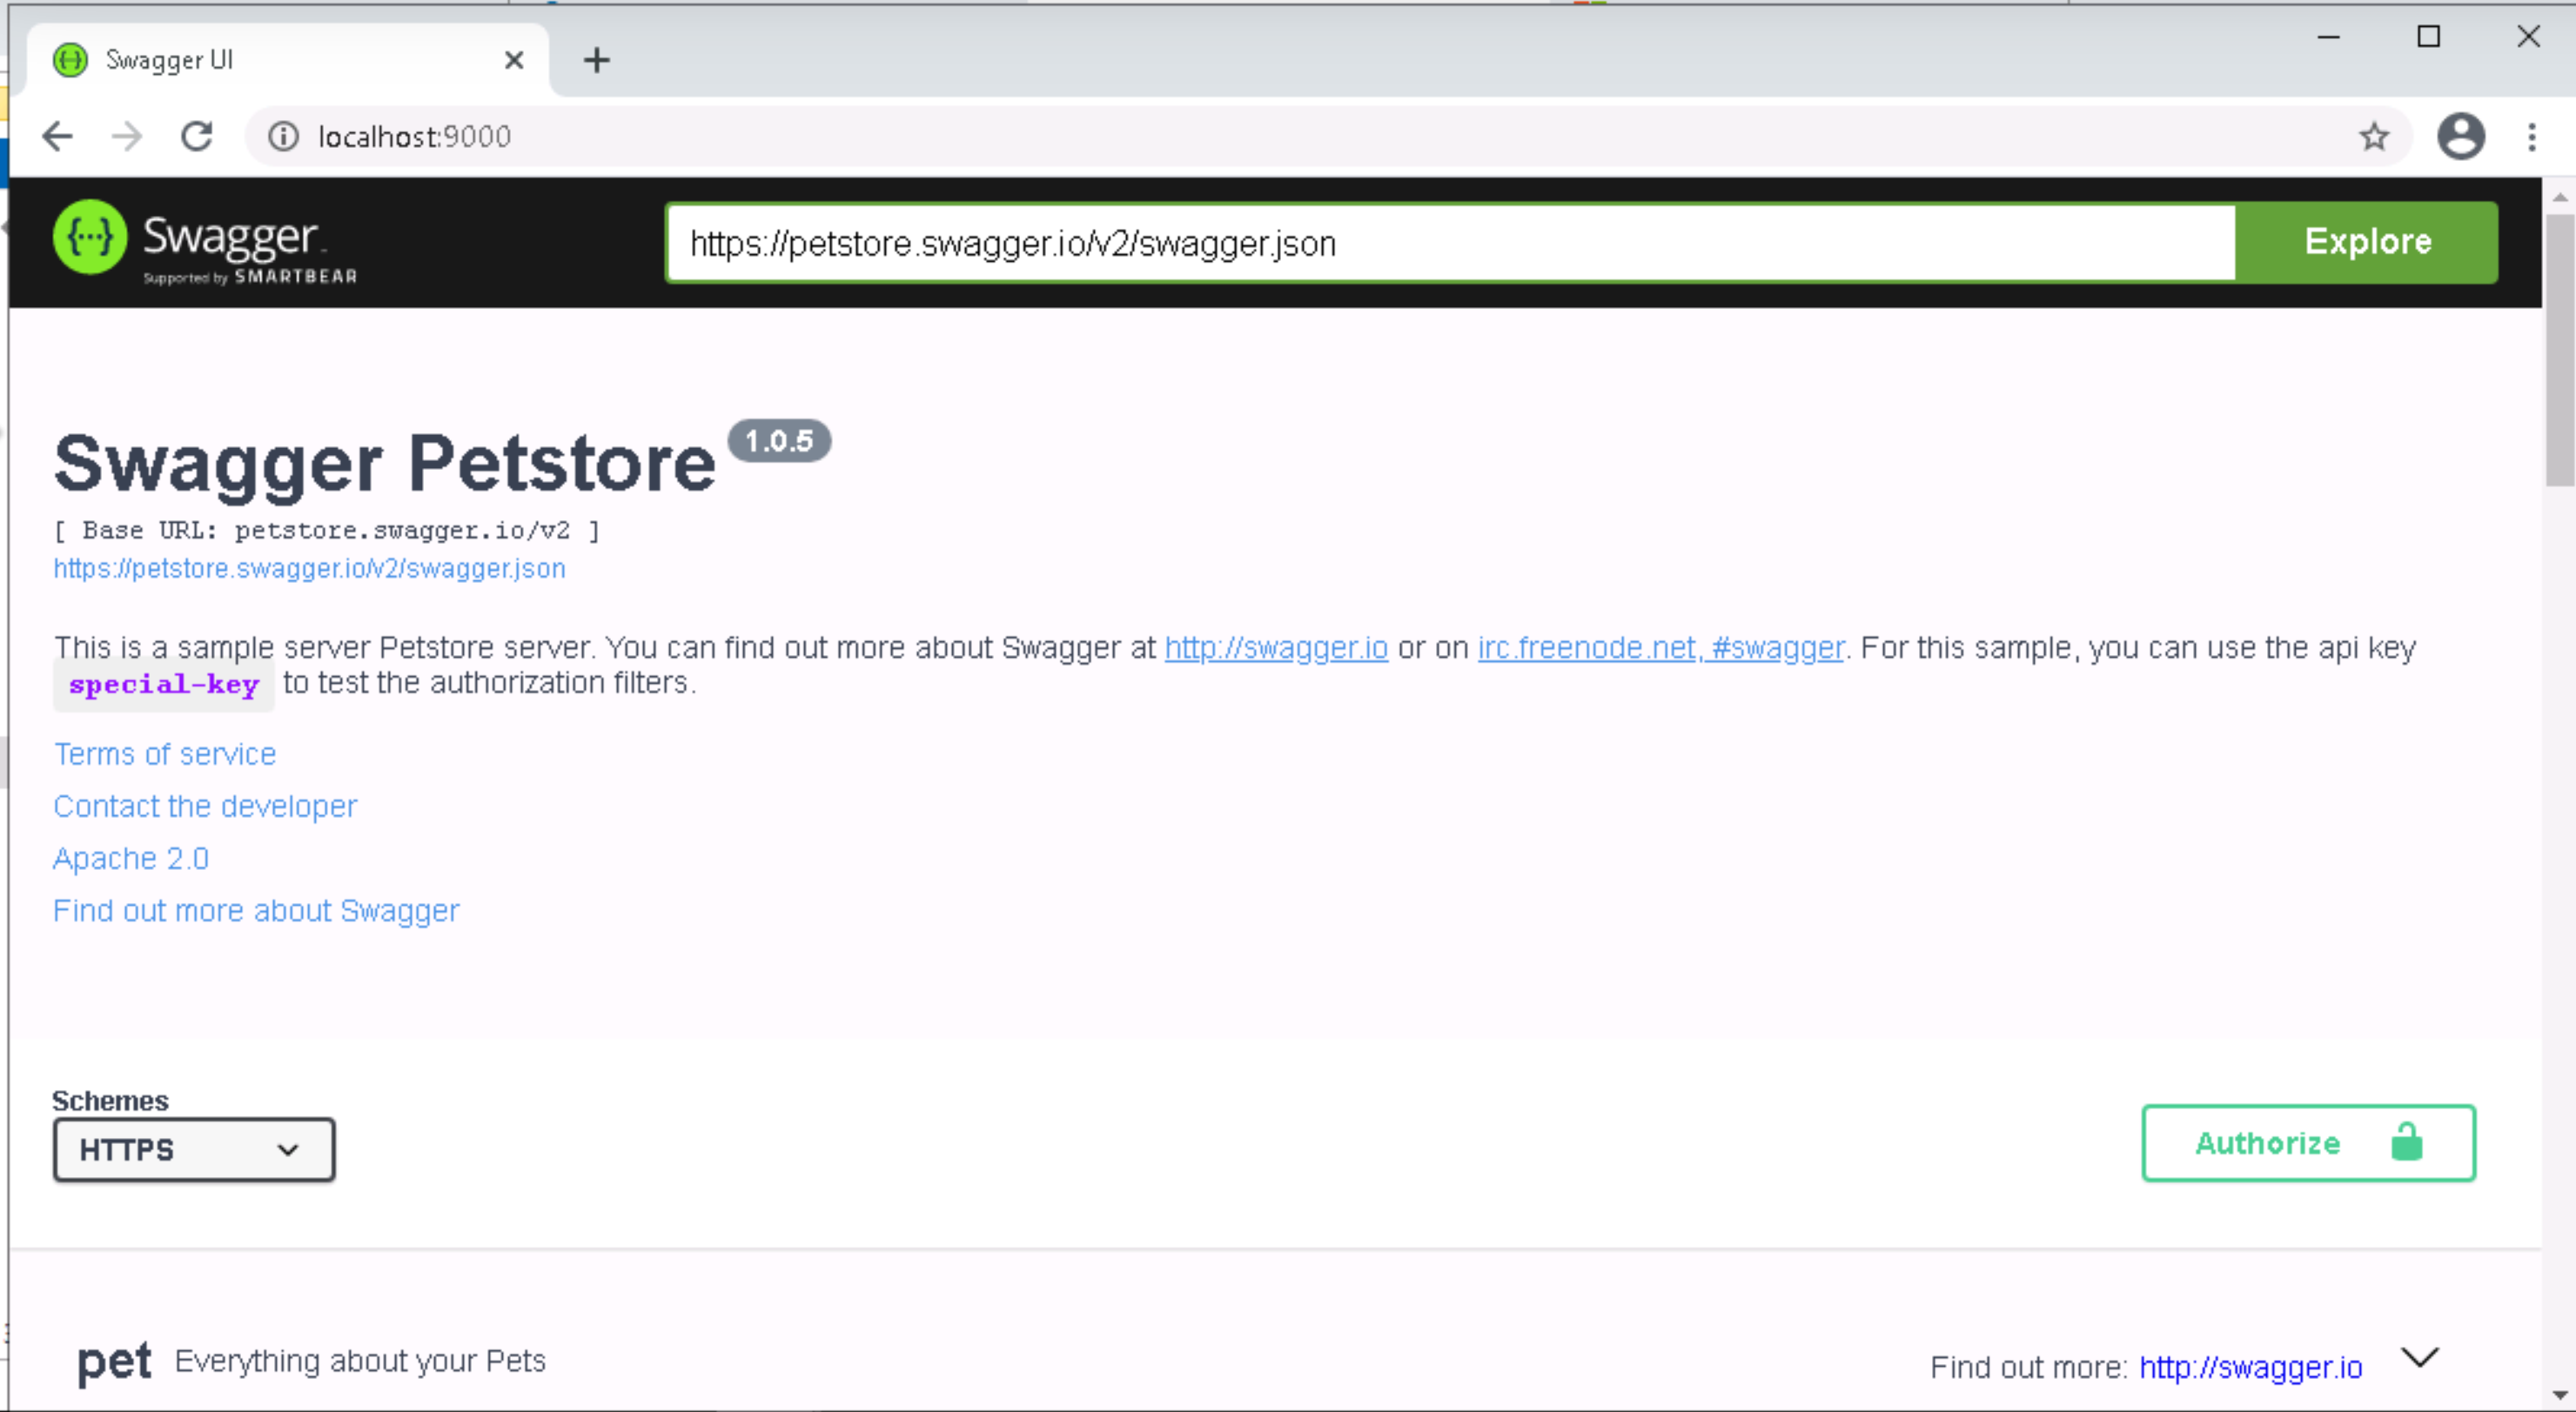 Swagger UI
localhost:9000
Swagger
Supported by SMARTBEAR
https://petstore.swagger.io/v2/swagger.json
Explore
Swagger Petstore 1.0.5
[ Base URL: petstore.swagger.io/v2 ]
https://petstore.swagger.io/v2/swagger.json
This is a sample server Petstore server. You can find out more about Swagger at http://swagger.io or on irc.freenode.net, #swagger. For this sample, you can use the api key
special-key to test the authorization filters.
Terms of service
Contact the developer
Apache 2.0
Find out more about Swagger
Schemes
HTTPS
Authorize
pet Everything about your Pets
Find out more: http://swagger.io